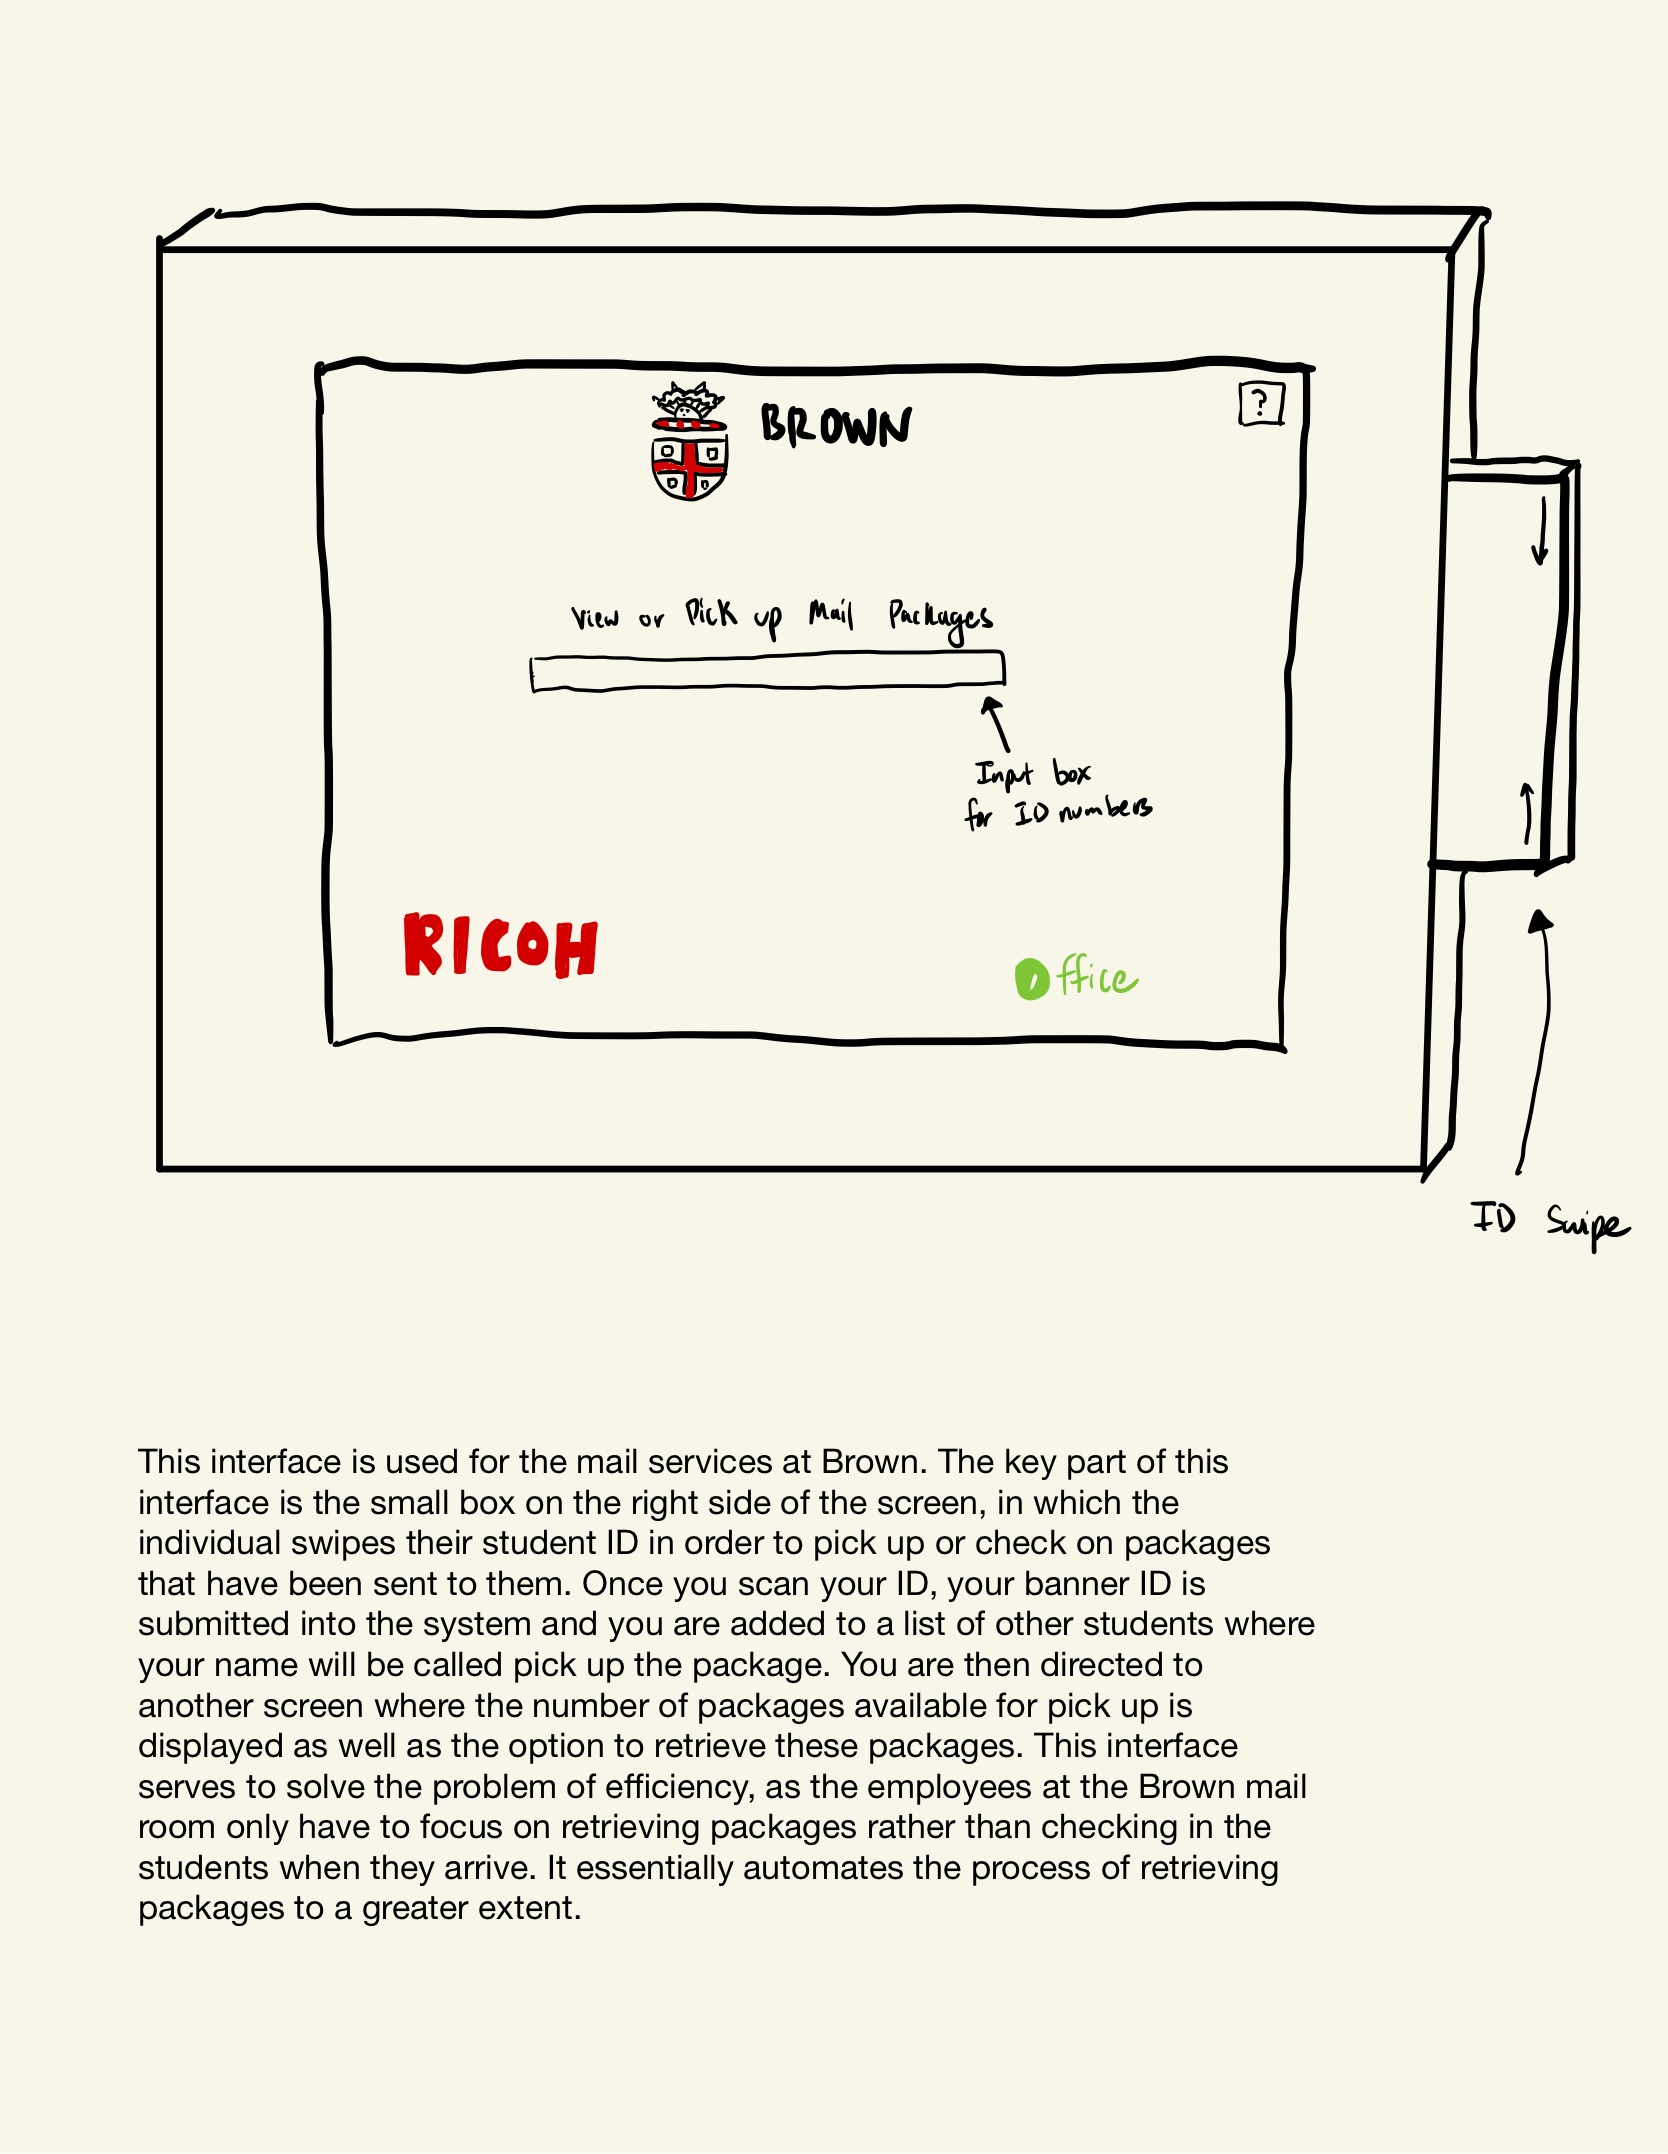 BROWN
?
View or Pick up Mail Packages
Input box
for ID numbers
RICOH
Office
ID Swipe
This interface is used for the mail services at Brown. The key part of this
interface is the small box on the right side of the screen, in which the
individual swipes their student ID in order to pick up or check on packages
that have been sent to them. Once you scan your ID, your banner ID is
submitted into the system and you are added to a list of other students where
your name will be called pick up the package. You are then directed to
another screen where the number of packages available for pick up is
displayed as well as the option to retrieve these packages. This interface
serves to solve the problem of efficiency, as the employees at the Brown mail
room only have to focus on retrieving packages rather than checking in the
students when they arrive. It essentially automates the process of retrieving
packages to a greater extent.